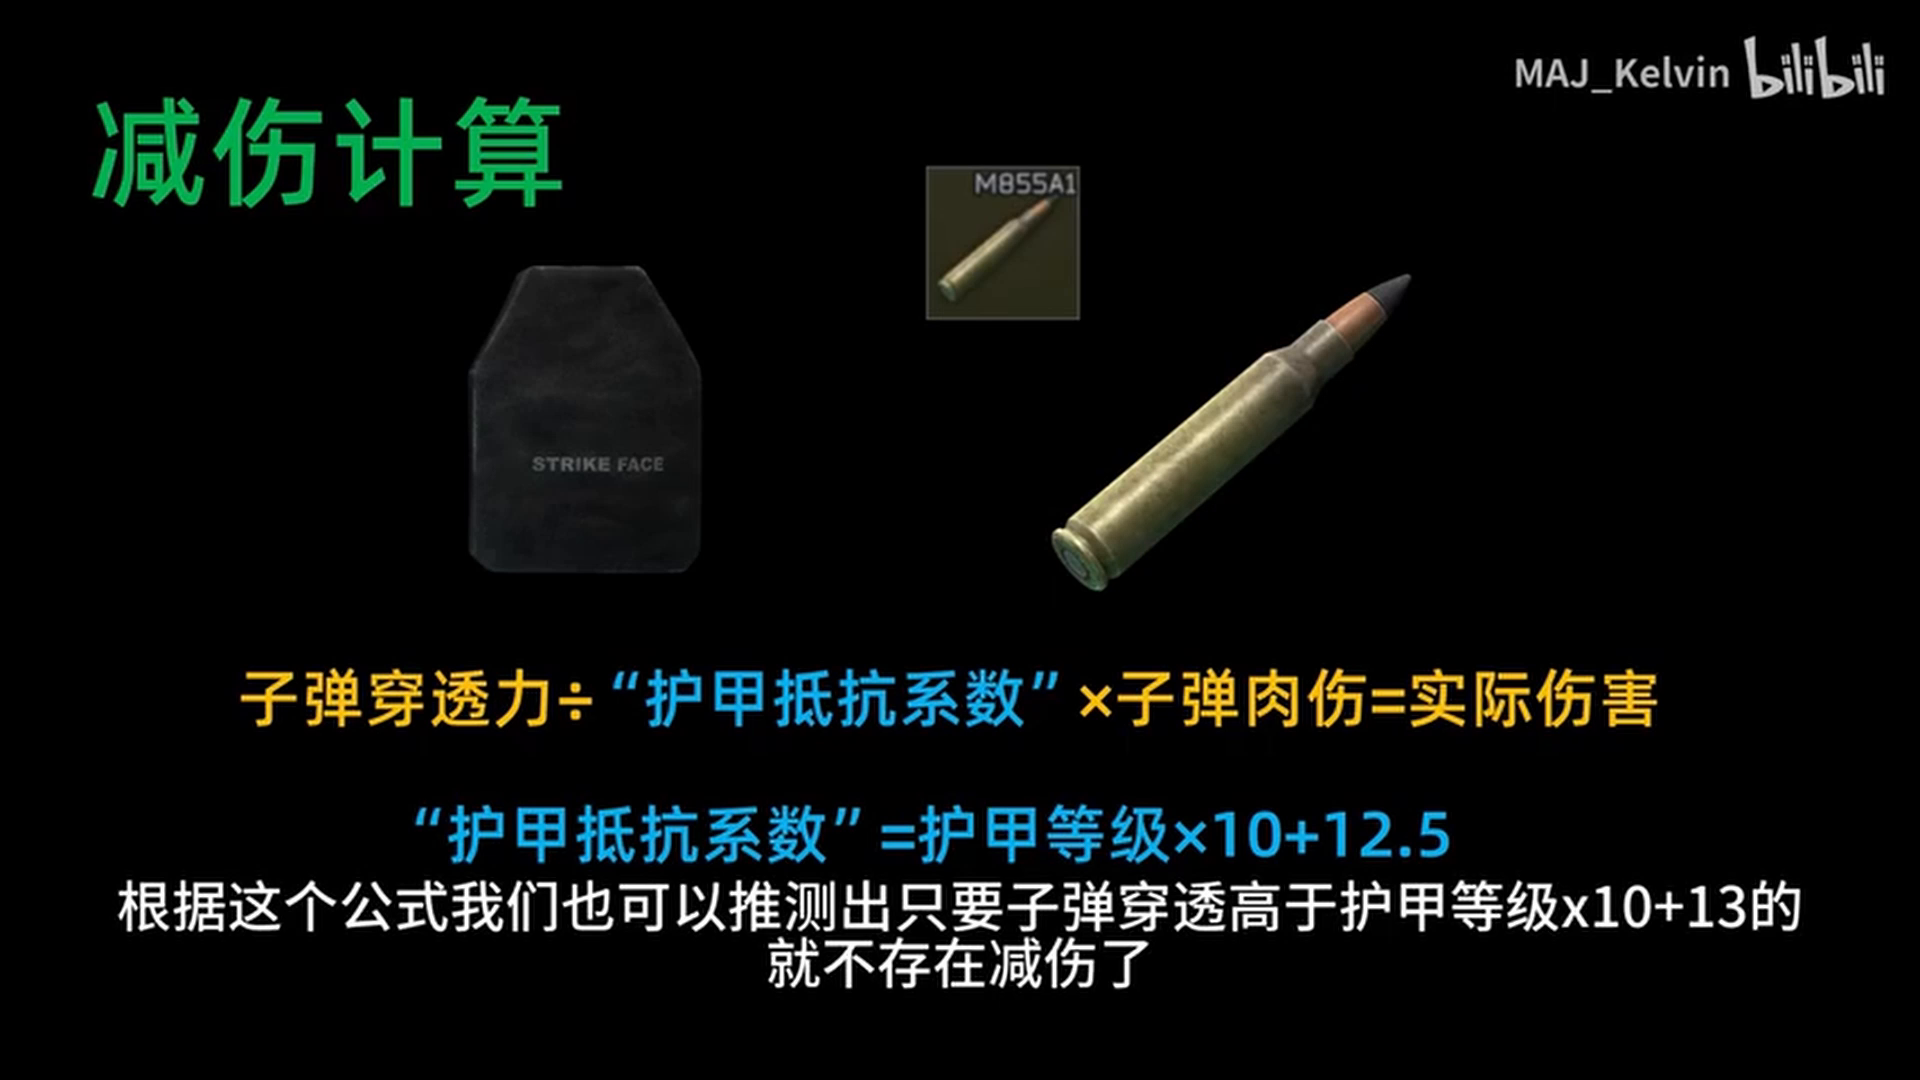 MAJ_Kelvin bilibili
减伤计算
M855A1
STRIKE FACE
子弹穿透力÷“护甲抵抗系数”×子弹肉伤=实际伤害
“护甲抵抗系数”=护甲等级×10+12.5
根据这个公式我们也可以推测出只要子弹穿透高于护甲等级x10+13的
就不存在减伤了